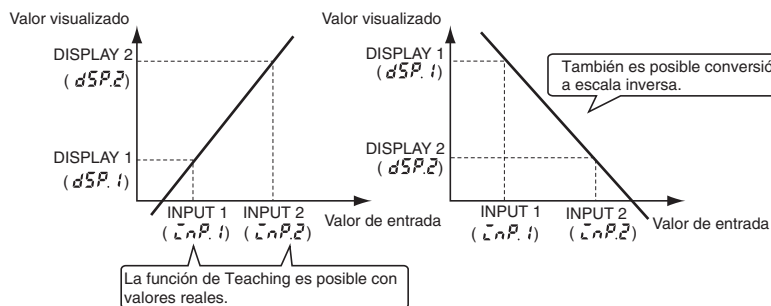 Valor visualizado
DISPLAY 2
(dSP.2)
DISPLAY 1
(dSP.1)
INPUT 1
(inP.1)
INPUT 2
(inP.2)
Valor de entrada
La función de Teaching es posible con
valores reales.
Valor visualizado
DISPLAY 1
(dSP.1)
DISPLAY 2
(dSP.2)
También es posible conversió
a escala inversa.
INPUT 1
(inP.1)
INPUT 2
(inP.2)
Valor de entrada